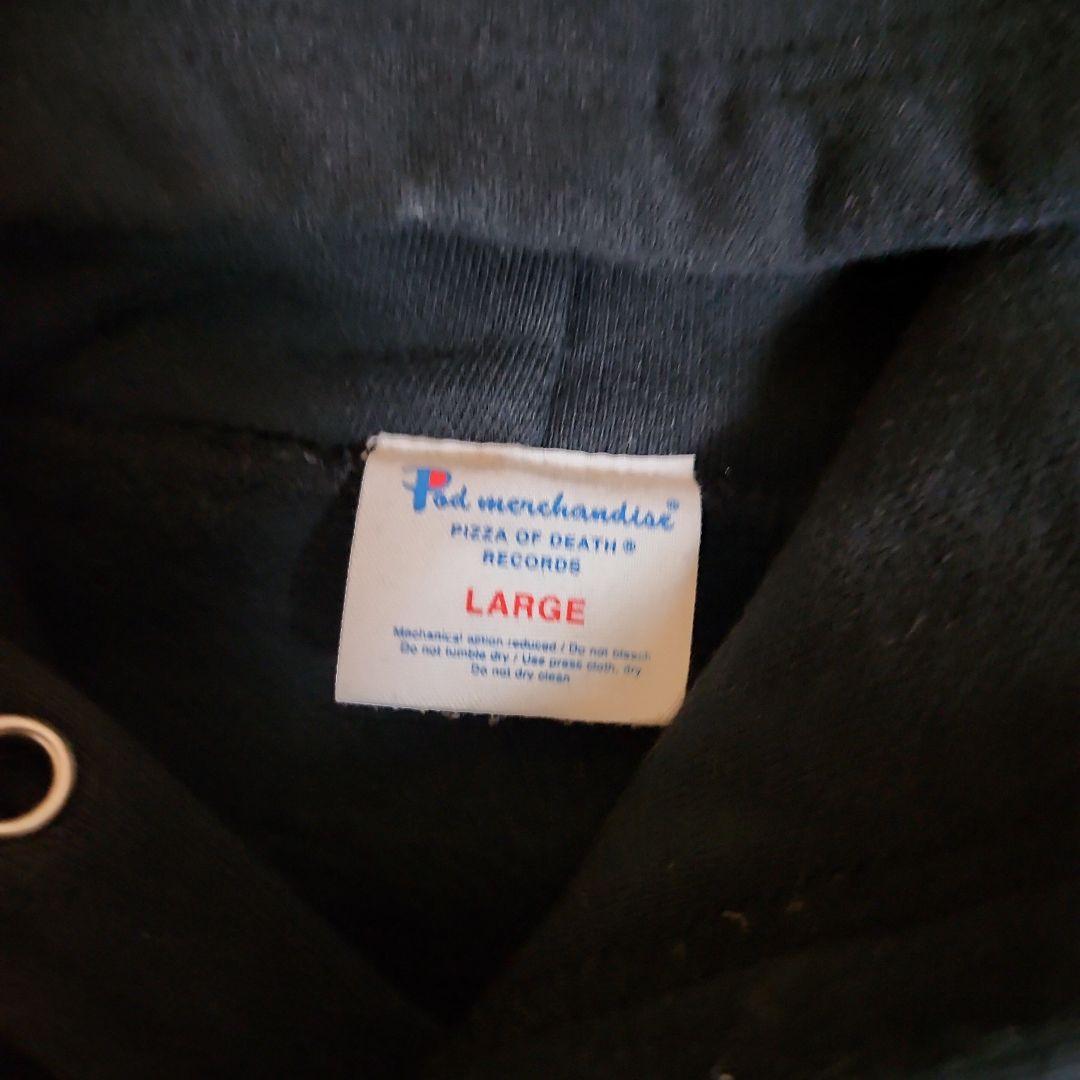 Pod merchandise ®
PIZZA OF DEATH ®
RECORDS
LARGE
Mechanical action reduced / Do not bleach
Do not tumble dry / Use press cloth, dry
Do not dry clean